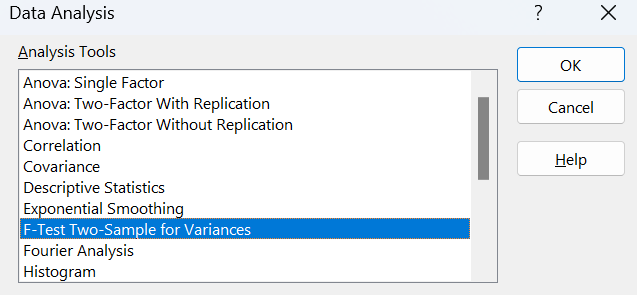 Data Analysis
?
Analysis Tools
Anova: Single Factor
Anova: Two-Factor With Replication
Anova: Two-Factor Without Replication
Correlation
Covariance
Descriptive Statistics
Exponential Smoothing
F-Test Two-Sample for Variances
Fourier Analysis
Histogram
OK
Cancel
Help